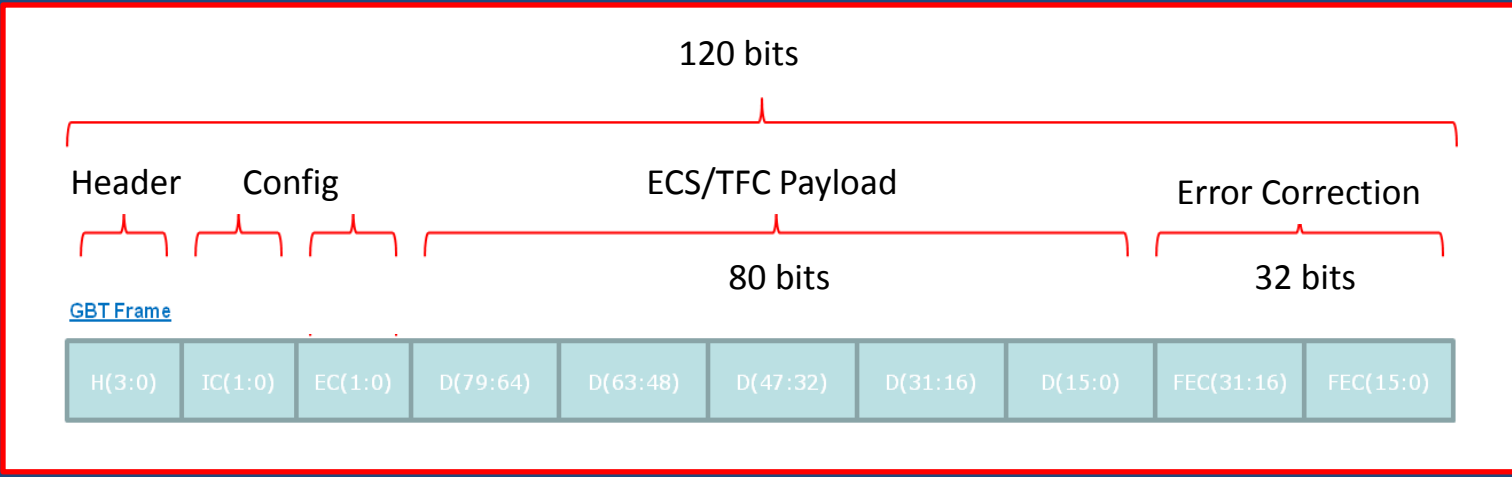 120 bits
Header Config ECS/TFC Payload Error Correction
80 bits 32 bits
GBT Frame
H(3:0) IC(1:0) EC(1:0) D(79:64) D(63:48) D(47:32) D(31:16) D(15:0) FEC(31:16) FEC(15:0)